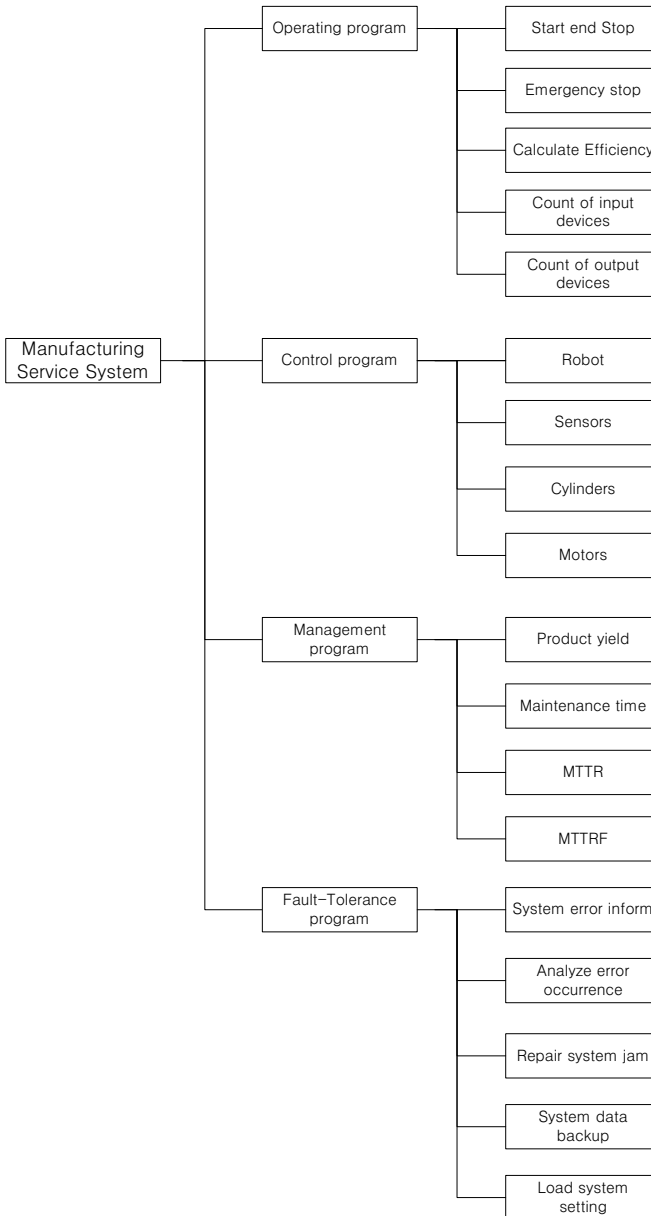 Operating program
Start end Stop
Emergency stop
Calculate Efficiency
Count of input
devices
Count of output
devices
Manufacturing
Service System
Control program
Robot
Sensors
Cylinders
Motors
Management
program
Product yield
Maintenance time
MTTR
MTTRF
Fault-Tolerance
program
System error inform
Analyze error
occurrence
Repair system jam
System data
backup
Load system
setting